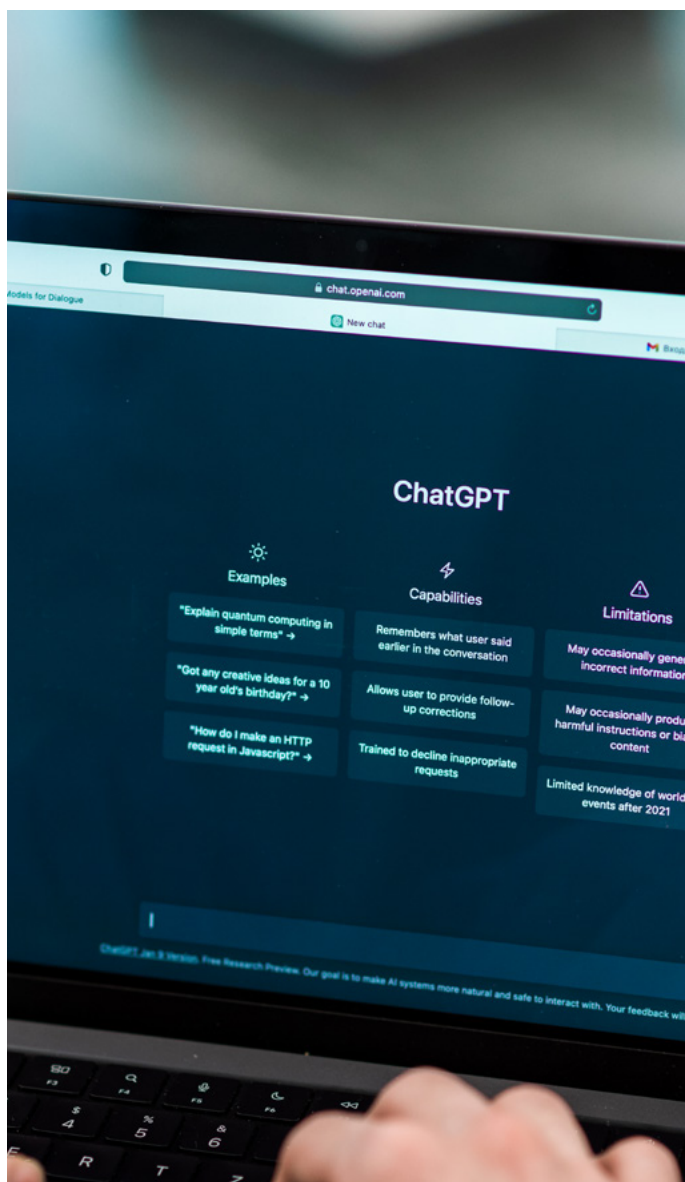 chat.openai.com
Models for Dialogue
New chat
ChatGPT
Examples
"Explain quantum computing in
simple terms" →
"Got any creative ideas for a 10
year old's birthday?" →
"How do I make an HTTP
request in Javascript?" →
Capabilities
Remembers what user said
earlier in the conversation
Allows user to provide follow-
up corrections
Trained to decline inappropriate
requests
Limitations
May occasionally
incorrect information
May occasionally
harmful instructions or
content
Limited knowledge of world
events after 2021
ChatGPT Jan 9 Version. Free Research Preview. Our goal is to make AI systems more natural and safe to interact with. Your feedback will
F3
F4
F5
F6
$
4
%
5
&
6
E
R
T
Z